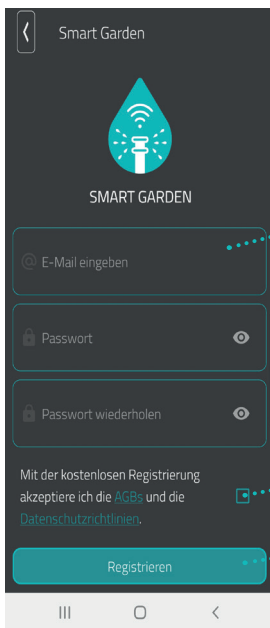 Smart Garden
SMART GARDEN
@ E-Mail eingeben
Passwort
Passwort wiederholen
Mit der kostenlosen Registrierung
akzeptiere ich die AGBs und die
Datenschutzrichtlinien.
Registrieren